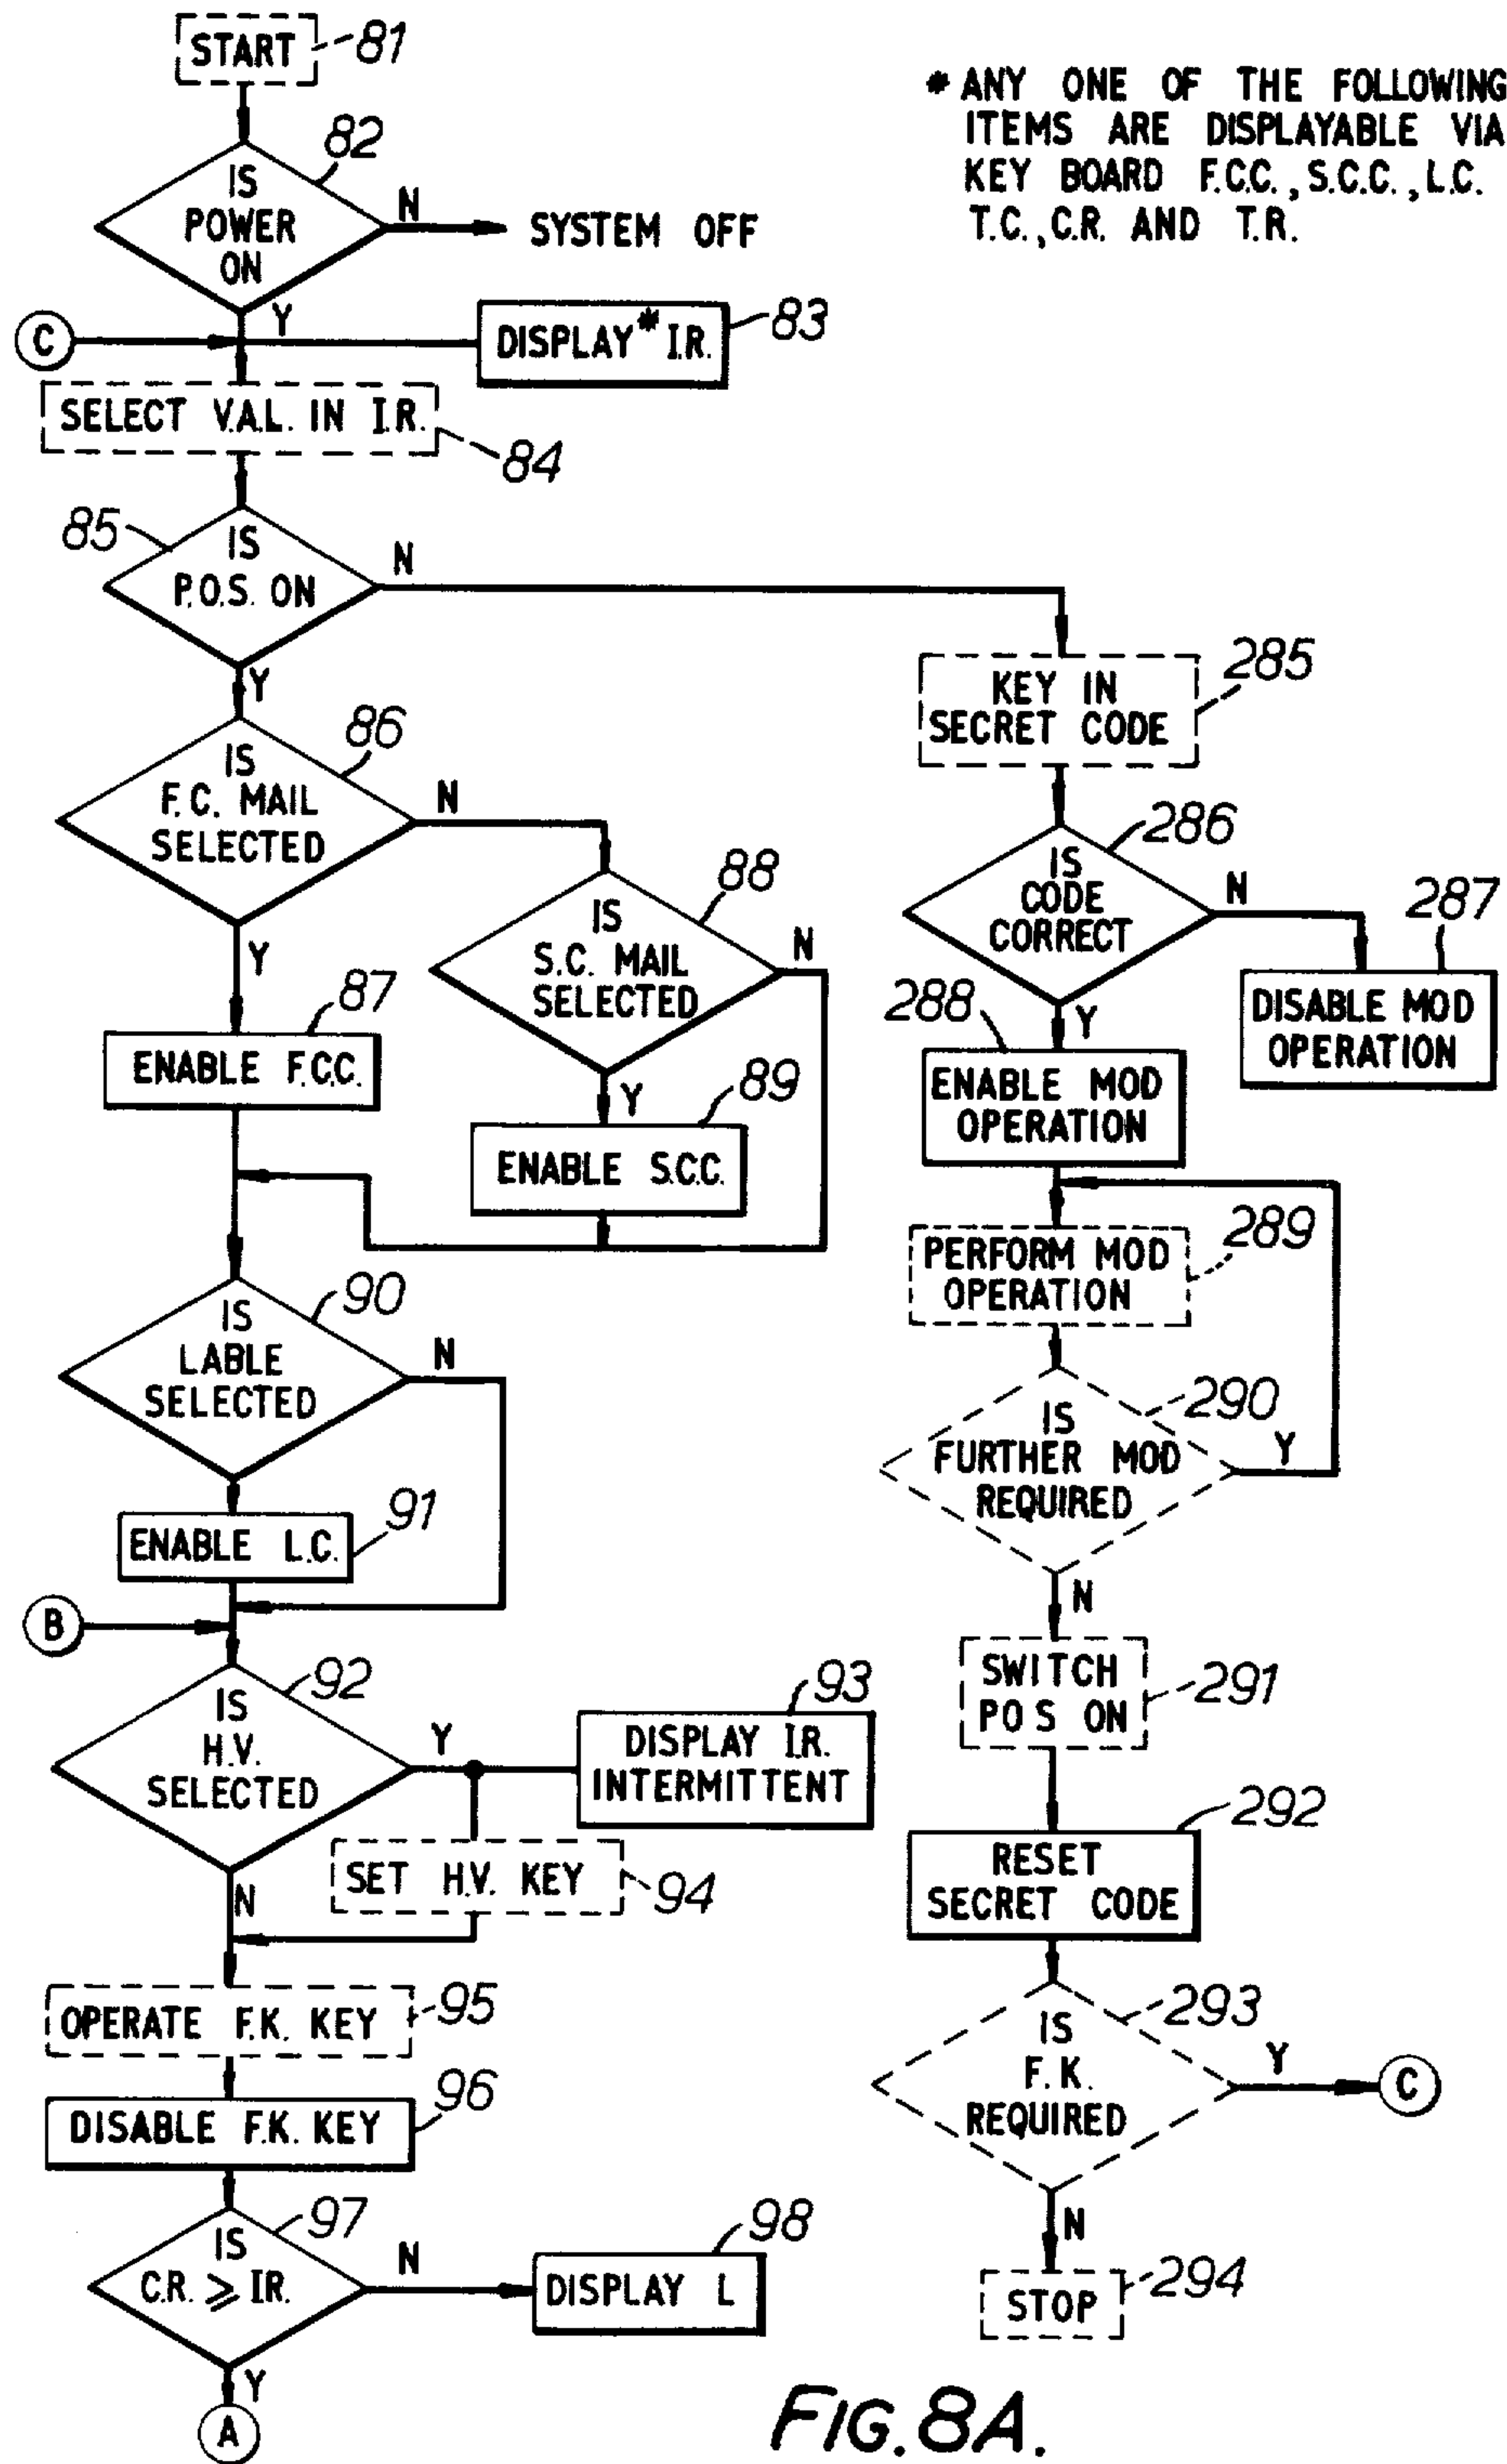 START
81
* ANY ONE OF THE FOLLOWING
ITEMS ARE DISPLAYABLE VIA
KEY BOARD F.C.C., S.C.C., L.C.
T.C., C.R. AND T.R.
82
IS
POWER
ON
N
SYSTEM OFF
Y
C
DISPLAY* I.R.
83
SELECT V.A.L. IN I.R.
84
85
IS
P.O.S. ON
N
Y
KEY IN
SECRET CODE
285
86
IS
F.C. MAIL
SELECTED
N
Y
88
IS
S.C. MAIL
SELECTED
N
Y
286
IS
CODE
CORRECT
N
Y
287
DISABLE MOD
OPERATION
87
ENABLE F.C.C.
89
ENABLE S.C.C.
288
ENABLE MOD
OPERATION
PERFORM MOD
OPERATION
289
90
IS
LABLE
SELECTED
N
290
IS
FURTHER MOD
REQUIRED
Y
N
ENABLE L.C.
91
B
92
IS
H.V.
SELECTED
Y
N
93
DISPLAY I.R.
INTERMITTENT
SET H.V. KEY
94
SWITCH
P O S ON
291
292
RESET
SECRET CODE
OPERATE F.K. KEY
95
96
DISABLE F.K. KEY
293
IS
F. K.
REQUIRED
Y
C
N
97
IS
C.R. ⩾ I.R.
N
98
DISPLAY L
Y
A
STOP
294
FIG. 8A.